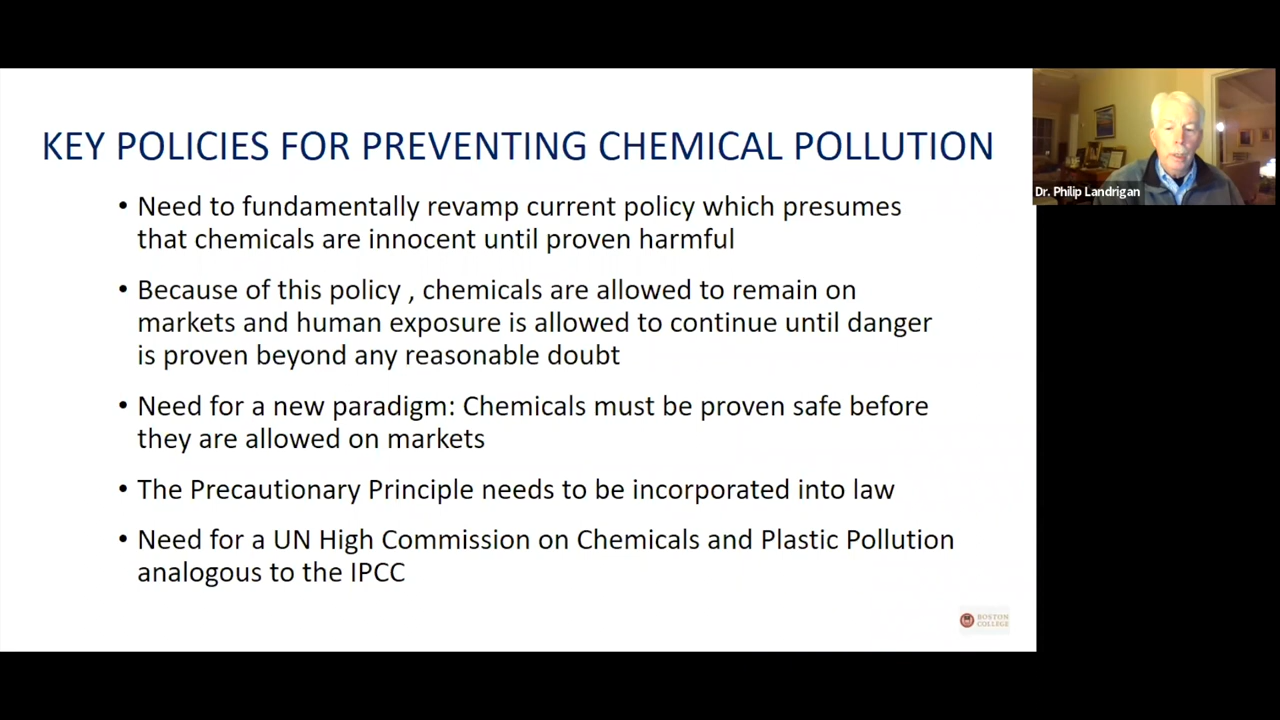 KEY POLICIES FOR PREVENTING CHEMICAL POLLUTION
• Need to fundamentally revamp current policy which presumes
that chemicals are innocent until proven harmful
• Because of this policy , chemicals are allowed to remain on
markets and human exposure is allowed to continue until danger
is proven beyond any reasonable doubt
• Need for a new paradigm: Chemicals must be proven safe before
they are allowed on markets
• The Precautionary Principle needs to be incorporated into law
• Need for a UN High Commission on Chemicals and Plastic Pollution
analogous to the IPCC
BOSTON
COLLEGE
Dr. Philip Landrigan